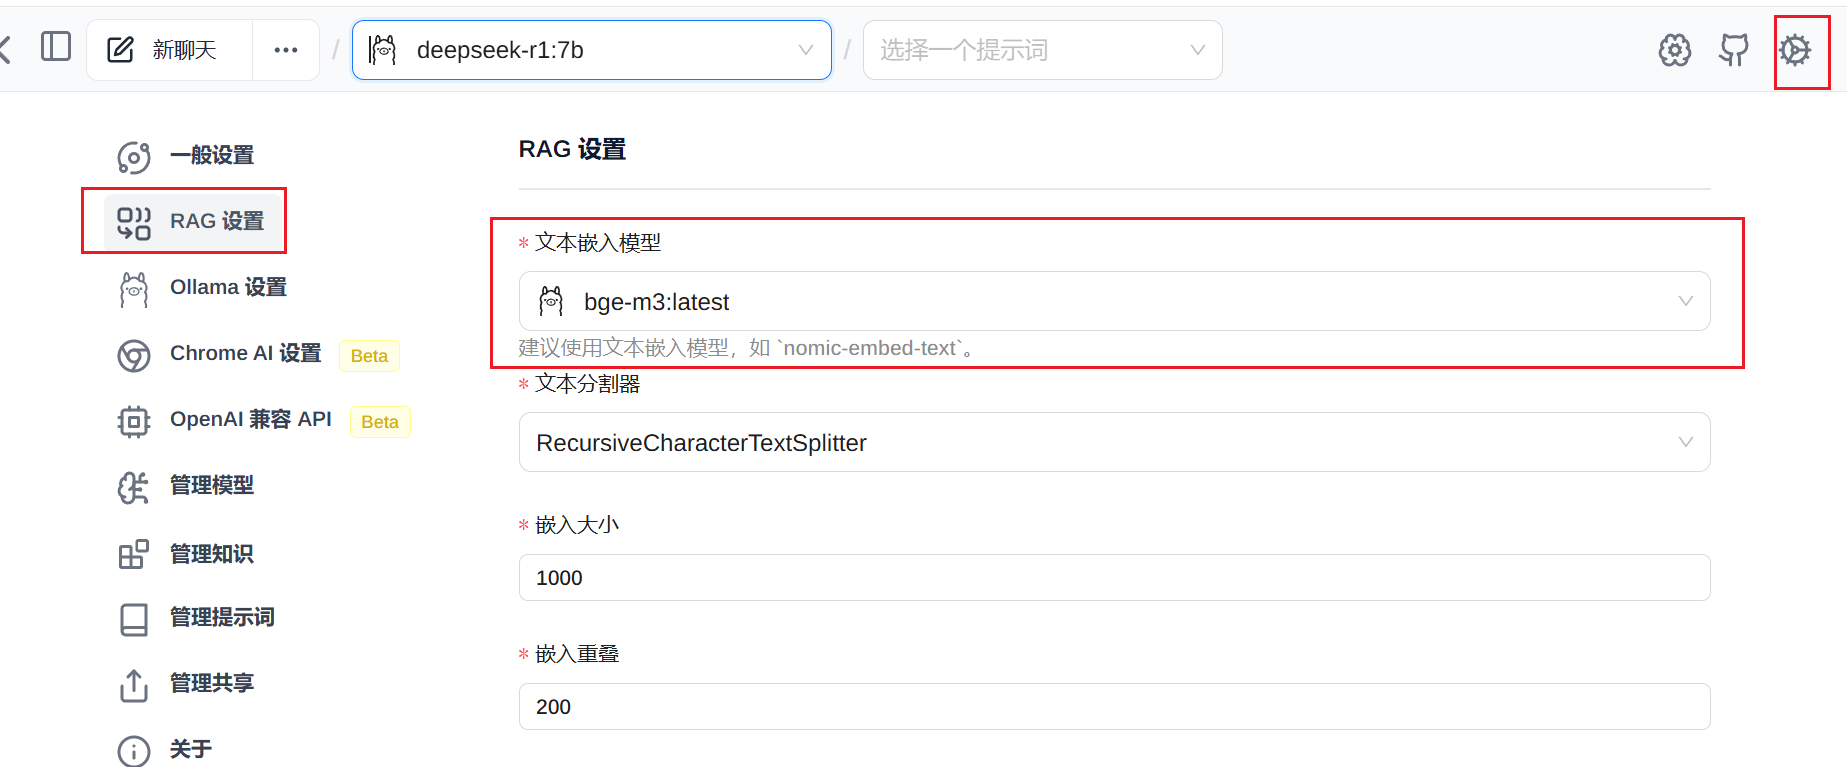 新聊天
deepseek-r1:7b
选择一个提示词
一般设置
RAG 设置
Ollama 设置
Chrome AI 设置 Beta
OpenAI 兼容 API Beta
管理模型
管理知识
管理提示词
管理共享
关于
RAG 设置
* 文本嵌入模型
bge-m3:latest
建议使用文本嵌入模型，如 `nomic-embed-text`。
* 文本分割器
RecursiveCharacterTextSplitter
* 嵌入大小
1000
* 嵌入重叠
200